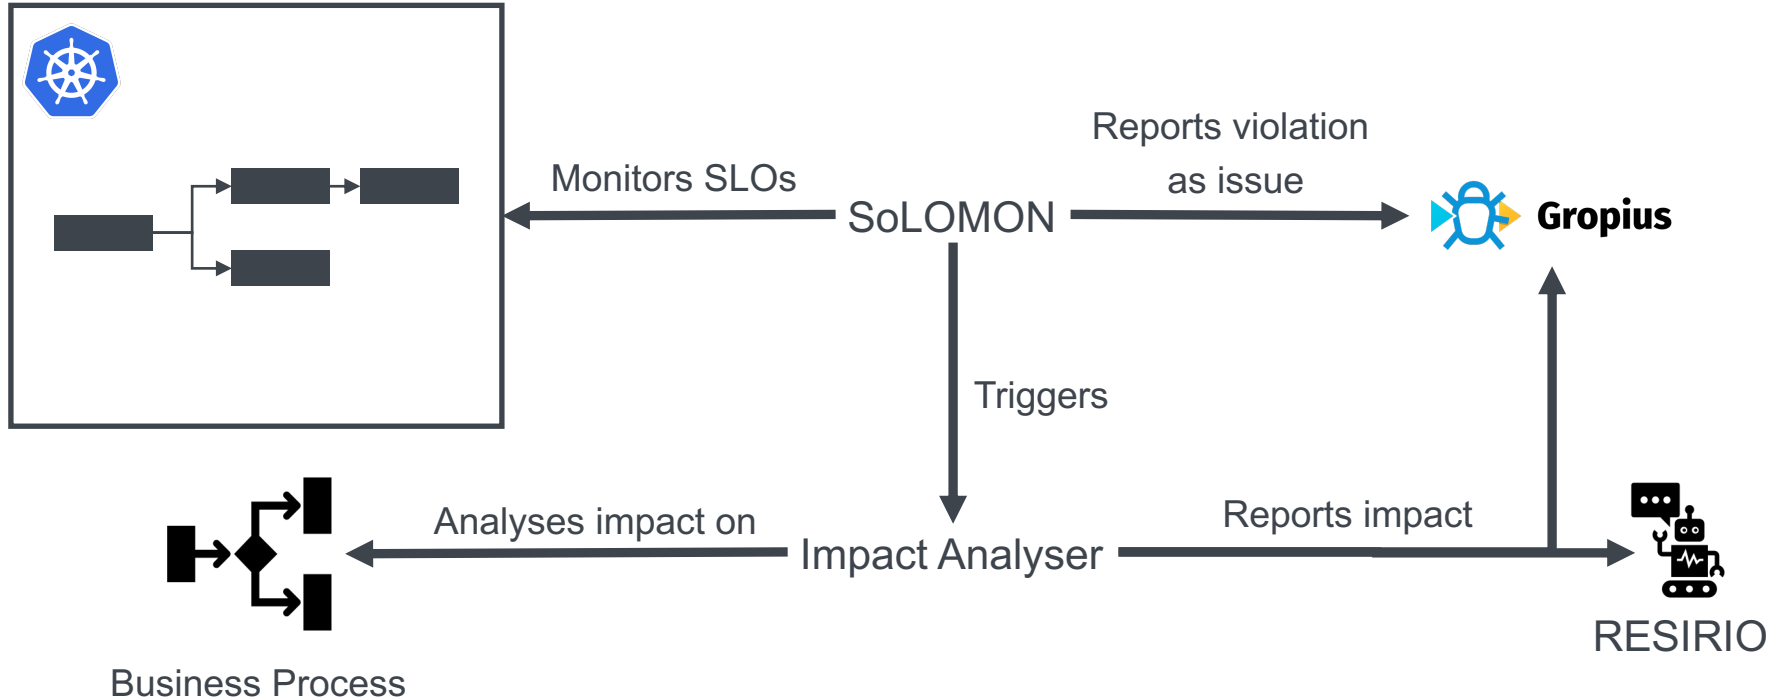 Reports violation
as issue
Monitors SLOs
SoLOMON
Gropius
Triggers
Analyses impact on
Reports impact
Impact Analyser
RESIRIO
Business Process